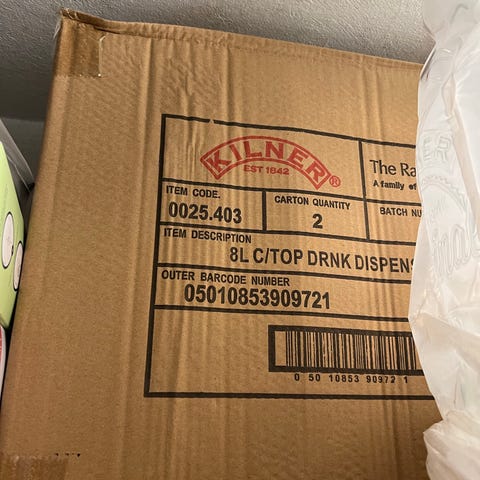 KILNER®
EST 1842
The Ra
A family of
ITEM CODE.
0025.403
CARTON QUANTITY
2
BATCH NU
ITEM DESCRIPTION
8L C/TOP DRNK DISPENS
OUTER BARCODE NUMBER
05010853909721
0 50 10853 90972 1